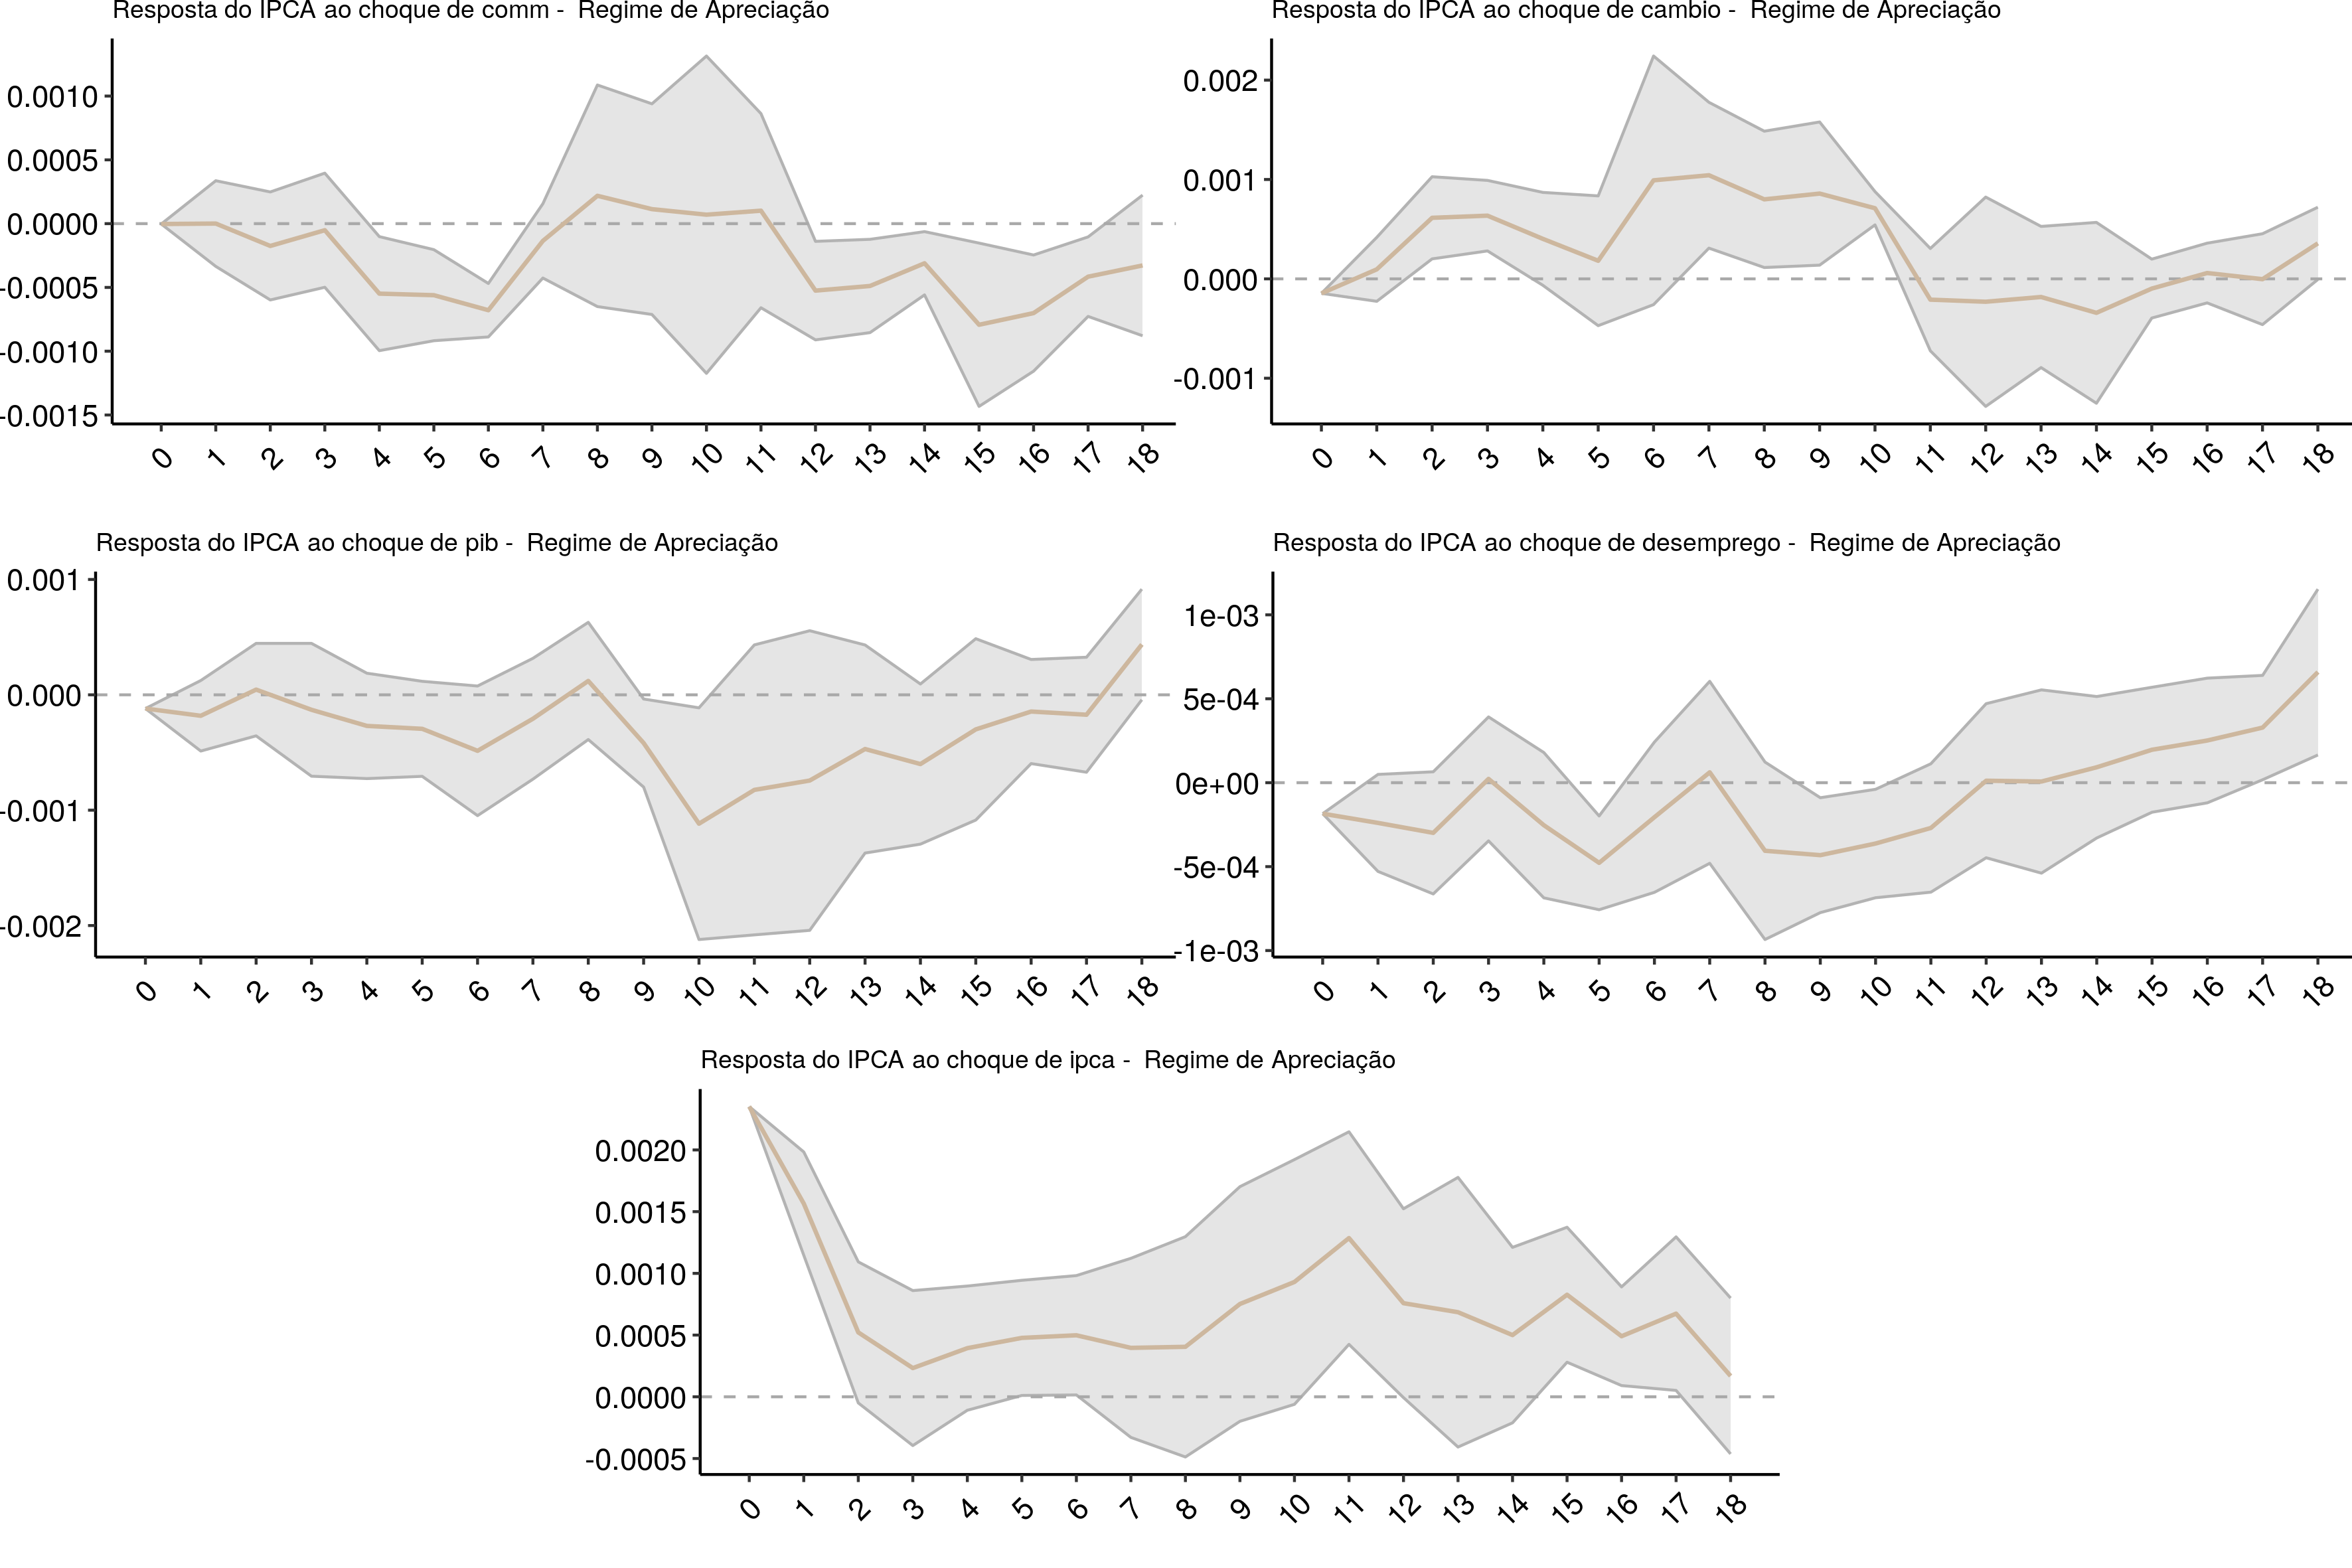 Resposta do IPCA ao choque de comm - Regime de Apreciação
0.0010
0.0005
0.0000
-0.0005
-0.0010
-0.0015
0 1 2 3 4 5 6 7 8 9 10 11 12 13 14 15 16 17 18
Resposta do IPCA ao choque de cambio - Regime de Apreciação
0.002
0.001
0.000
-0.001
0 1 2 3 4 5 6 7 8 9 10 11 12 13 14 15 16 17 18
Resposta do IPCA ao choque de pib - Regime de Apreciação
0.001
0.000
-0.001
-0.002
0 1 2 3 4 5 6 7 8 9 10 11 12 13 14 15 16 17 18
Resposta do IPCA ao choque de desemprego - Regime de Apreciação
1e-03
5e-04
0e+00
-5e-04
-1e-03
0 1 2 3 4 5 6 7 8 9 10 11 12 13 14 15 16 17 18
Resposta do IPCA ao choque de ipca - Regime de Apreciação
0.0020
0.0015
0.0010
0.0005
0.0000
-0.0005
0 1 2 3 4 5 6 7 8 9 10 11 12 13 14 15 16 17 18